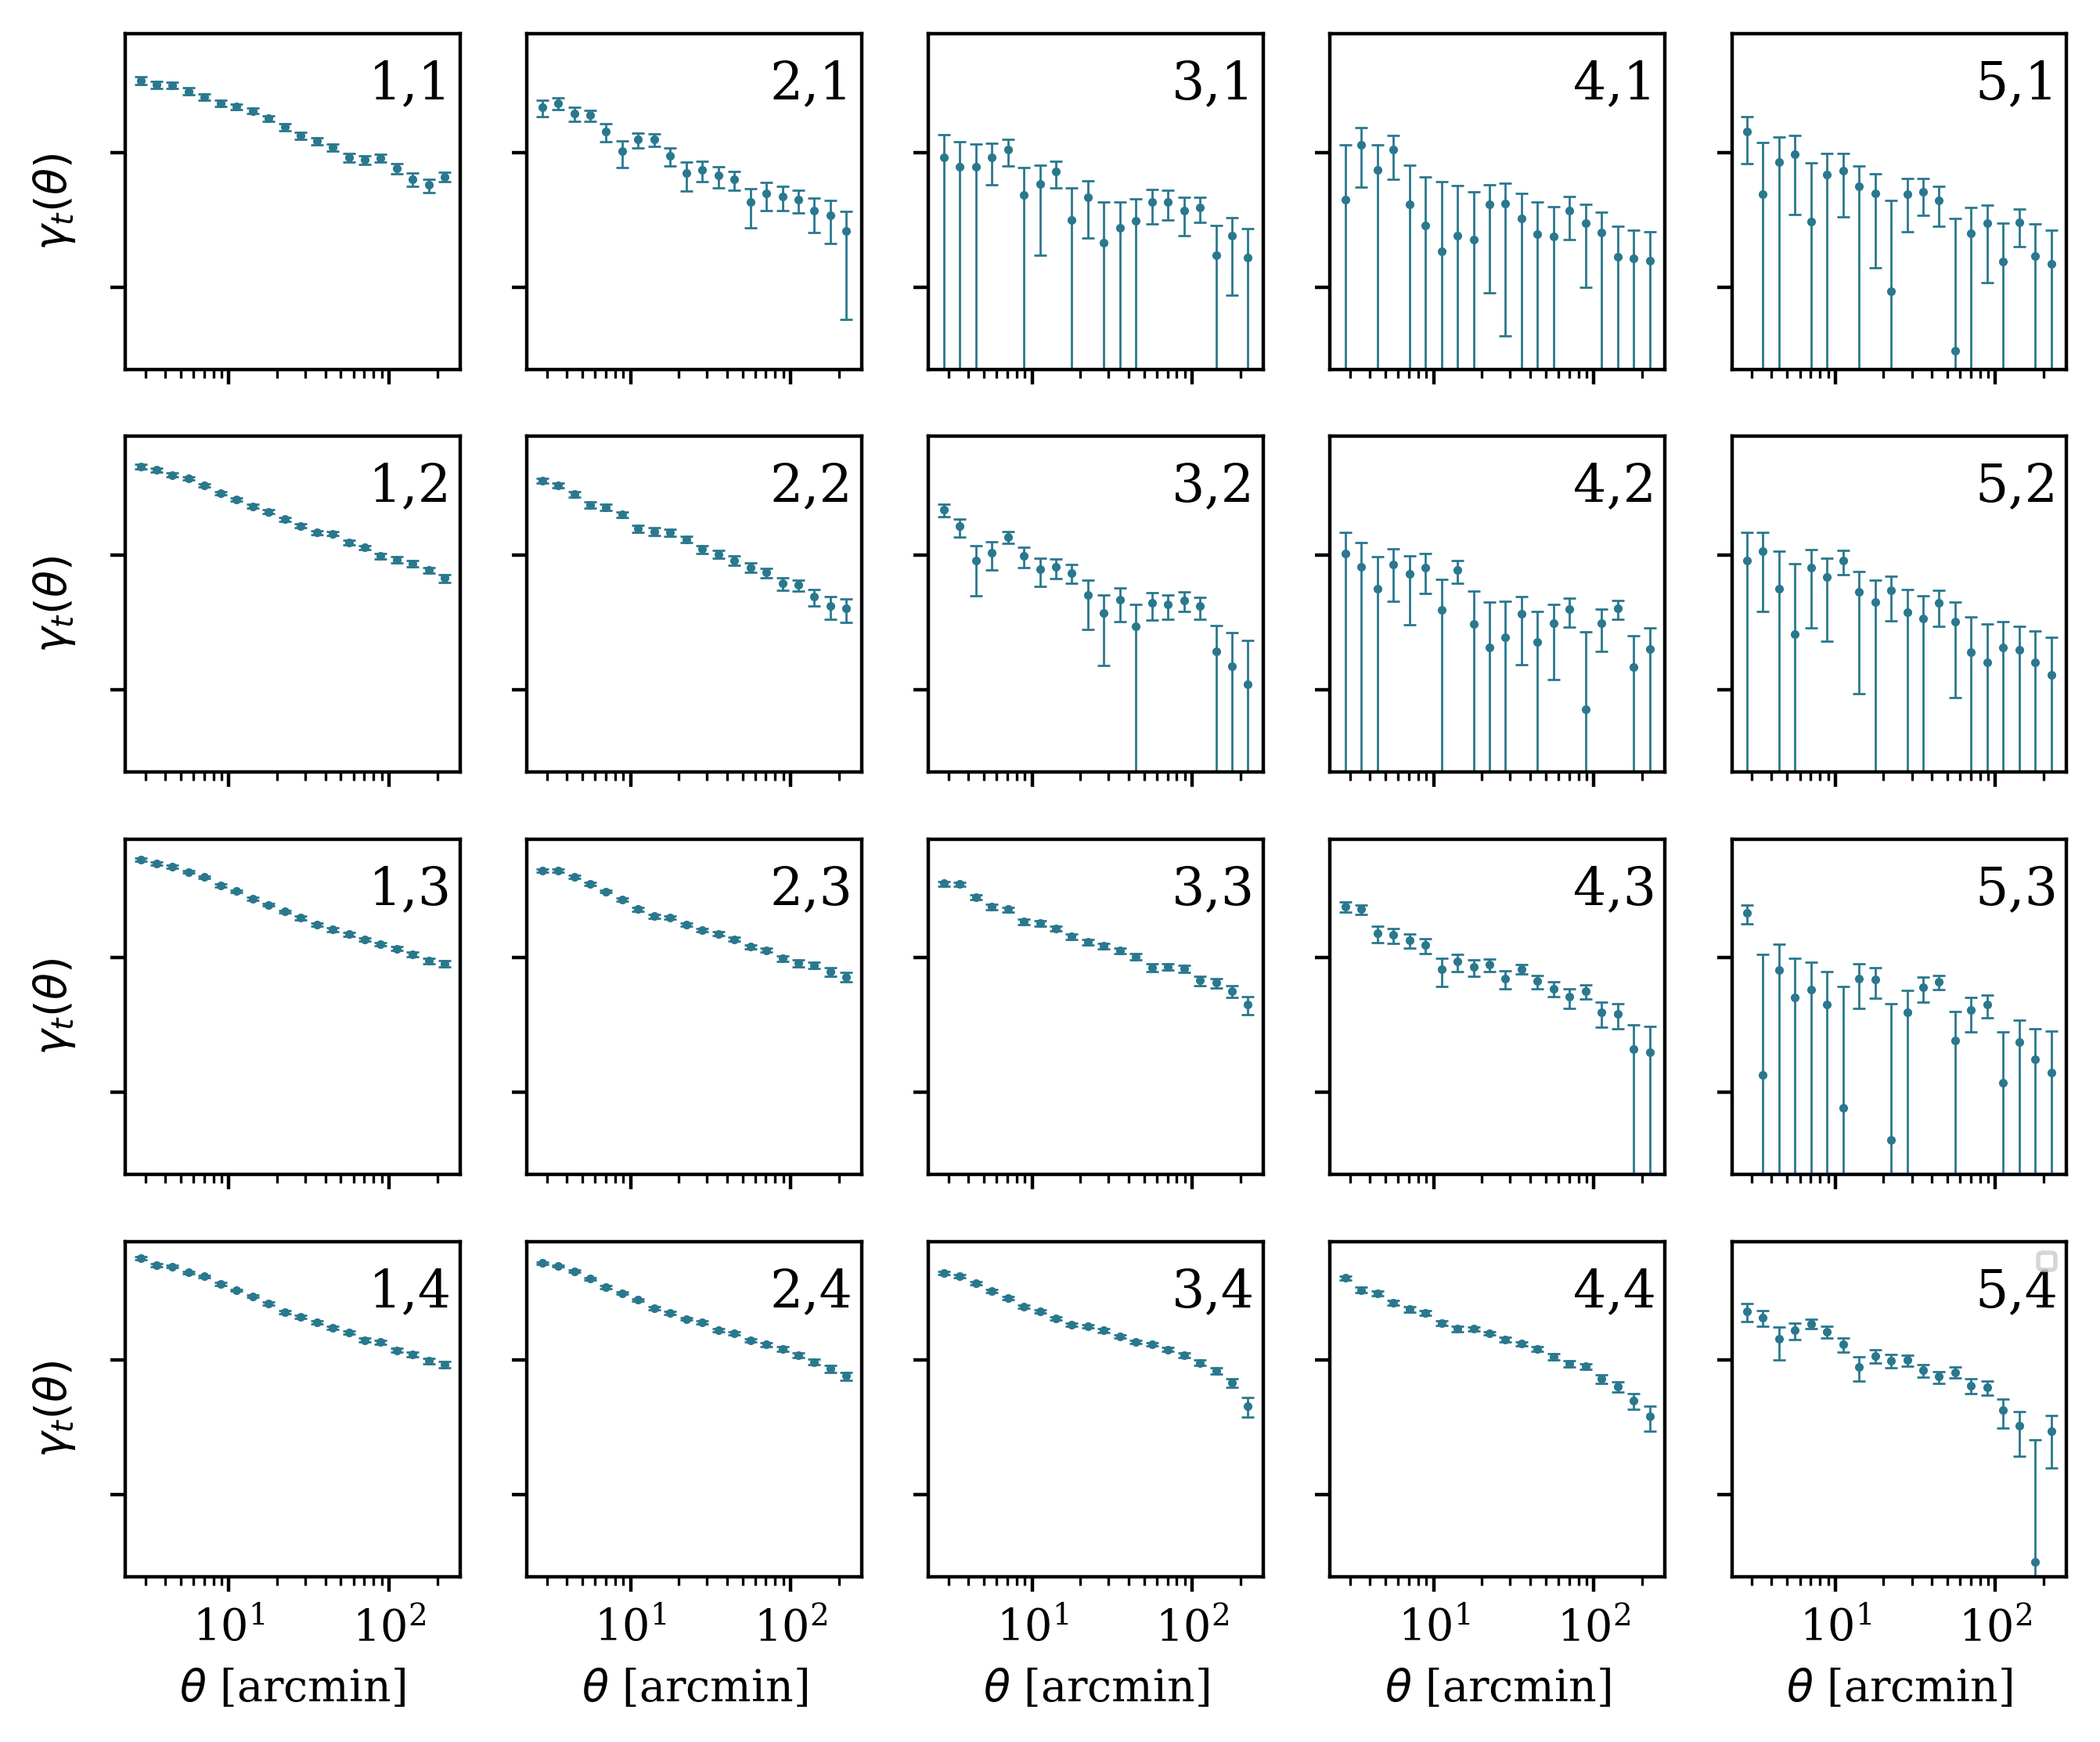 γt(θ) 1,1 2,1 3,1 4,1 5,1
γt(θ) 1,2 2,2 3,2 4,2 5,2
γt(θ) 1,3 2,3 3,3 4,3 5,3
γt(θ) 1,4 2,4 3,4 4,4 5,4
10¹ 10² 10¹ 10² 10¹ 10² 10¹ 10² 10¹ 10²
θ [arcmin] θ [arcmin] θ [arcmin] θ [arcmin] θ [arcmin]